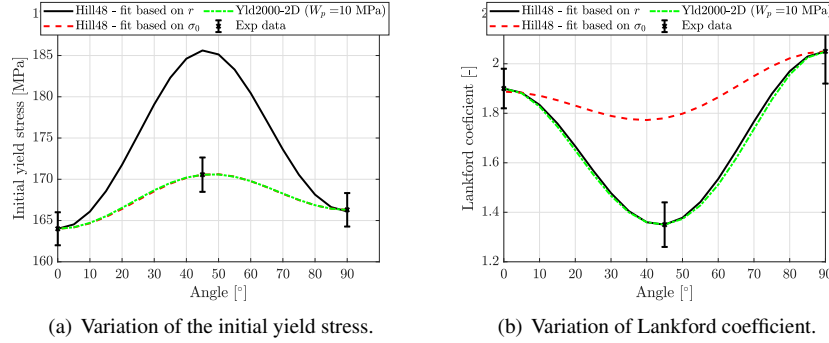 Hill48 - fit based on r Yld2000-2D (Wp =10 MPa)
Hill48 - fit based on σ0 Exp data
Initial yield stress [MPa]
185
180
175
170
165
160
0 10 20 30 40 50 60 70 80 90
Angle [°]
(a) Variation of the initial yield stress.
Hill48 - fit based on r Yld2000-2D (Wp =10 MPa)
Hill48 - fit based on σ0 Exp data
Lankford coeficient [-]
2
1.8
1.6
1.4
1.2
0 10 20 30 40 50 60 70 80 90
Angle [°]
(b) Variation of Lankford coefficient.